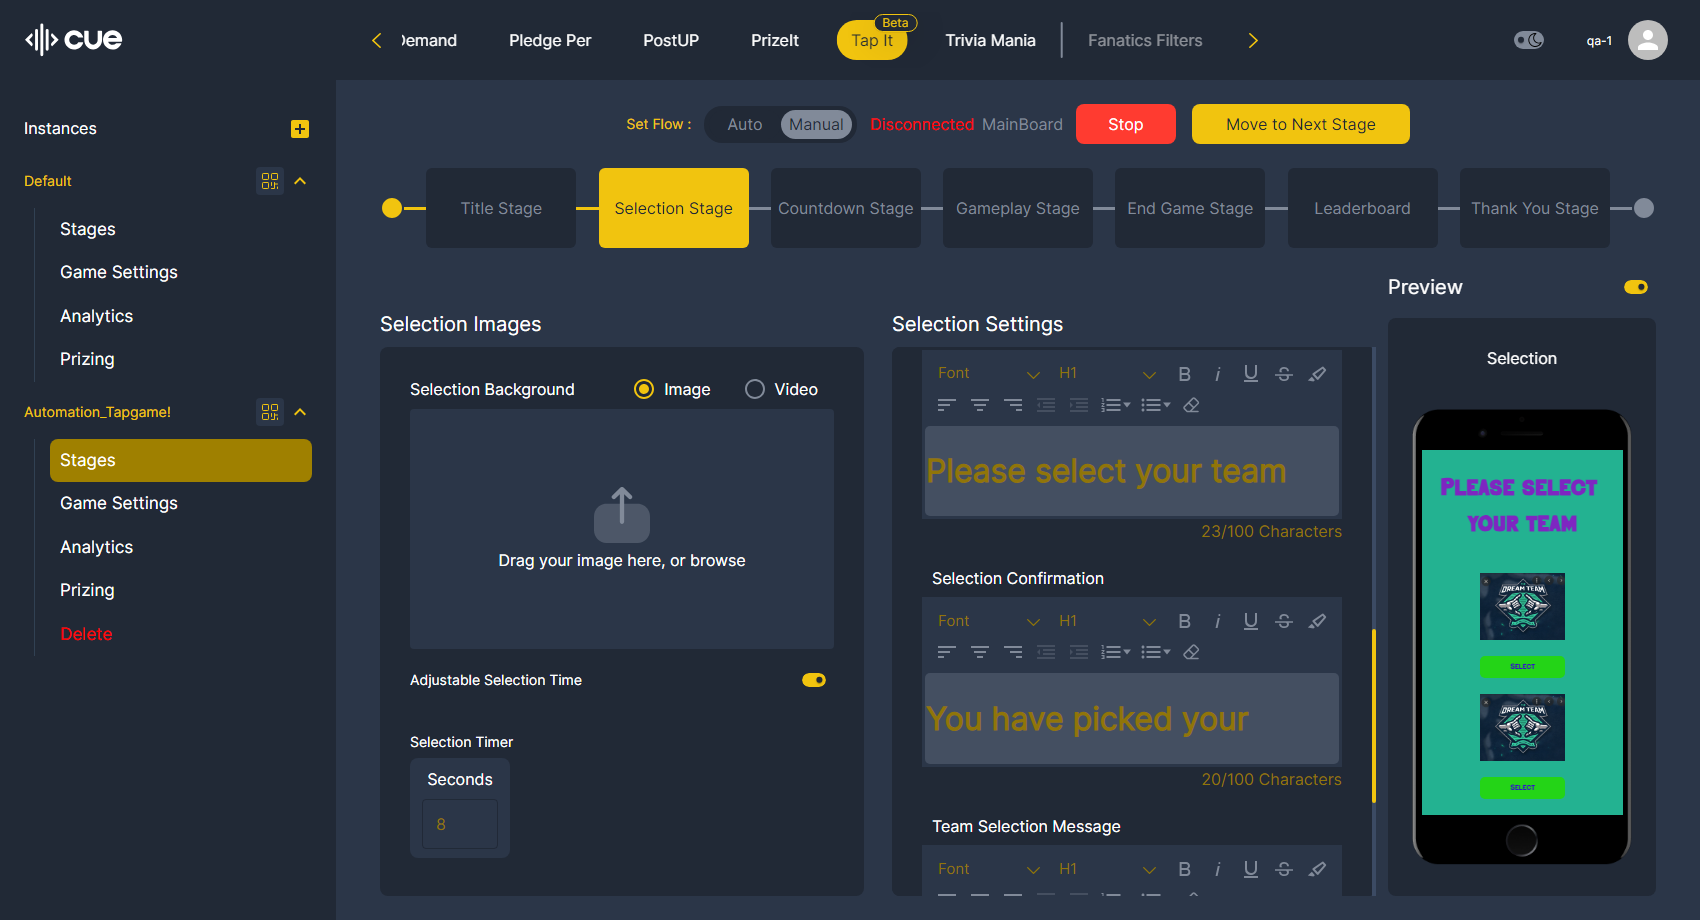 cue
Demand
Pledge Per
PostUP
PrizeIt
Tap It
Beta
Trivia Mania
Fanatics Filters
qa-1
Instances
Default
Stages
Game Settings
Analytics
Prizing
Automation_Tapgame!
Stages
Game Settings
Analytics
Prizing
Delete
Set Flow :
Auto
Manual
Disconnected MainBoard
Stop
Move to Next Stage
Title Stage
Selection Stage
Countdown Stage
Gameplay Stage
End Game Stage
Leaderboard
Thank You Stage
Selection Images
Selection Background
Image
Video
Drag your image here, or browse
Adjustable Selection Time
Selection Timer
Seconds
8
Selection Settings
Font
H1
B i U S
Please select your team
23/100 Characters
Selection Confirmation
Font
H1
B i U S
You have picked your
20/100 Characters
Team Selection Message
Font
H1
B i U S
Preview
Selection
PLEASE SELECT
YOUR TEAM
DREAM TEAM
SELECT
DREAM TEAM
SELECT